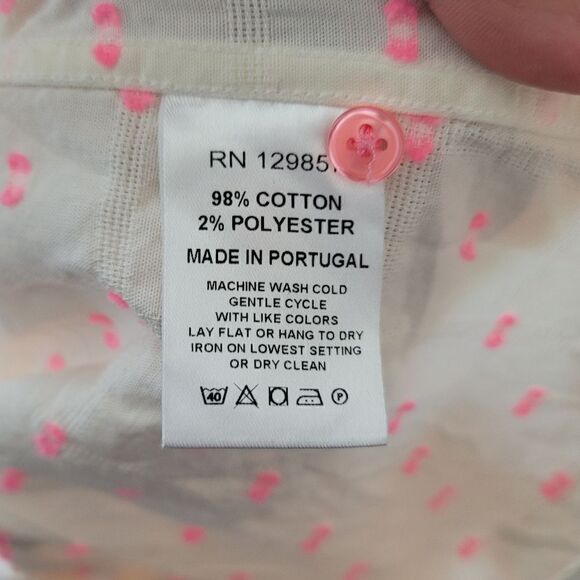 RN 12985
98% COTTON
2% POLYESTER
MADE IN PORTUGAL
MACHINE WASH COLD
GENTLE CYCLE
WITH LIKE COLORS
LAY FLAT OR HANG TO DRY
IRON ON LOWEST SETTING
OR DRY CLEAN
40 P